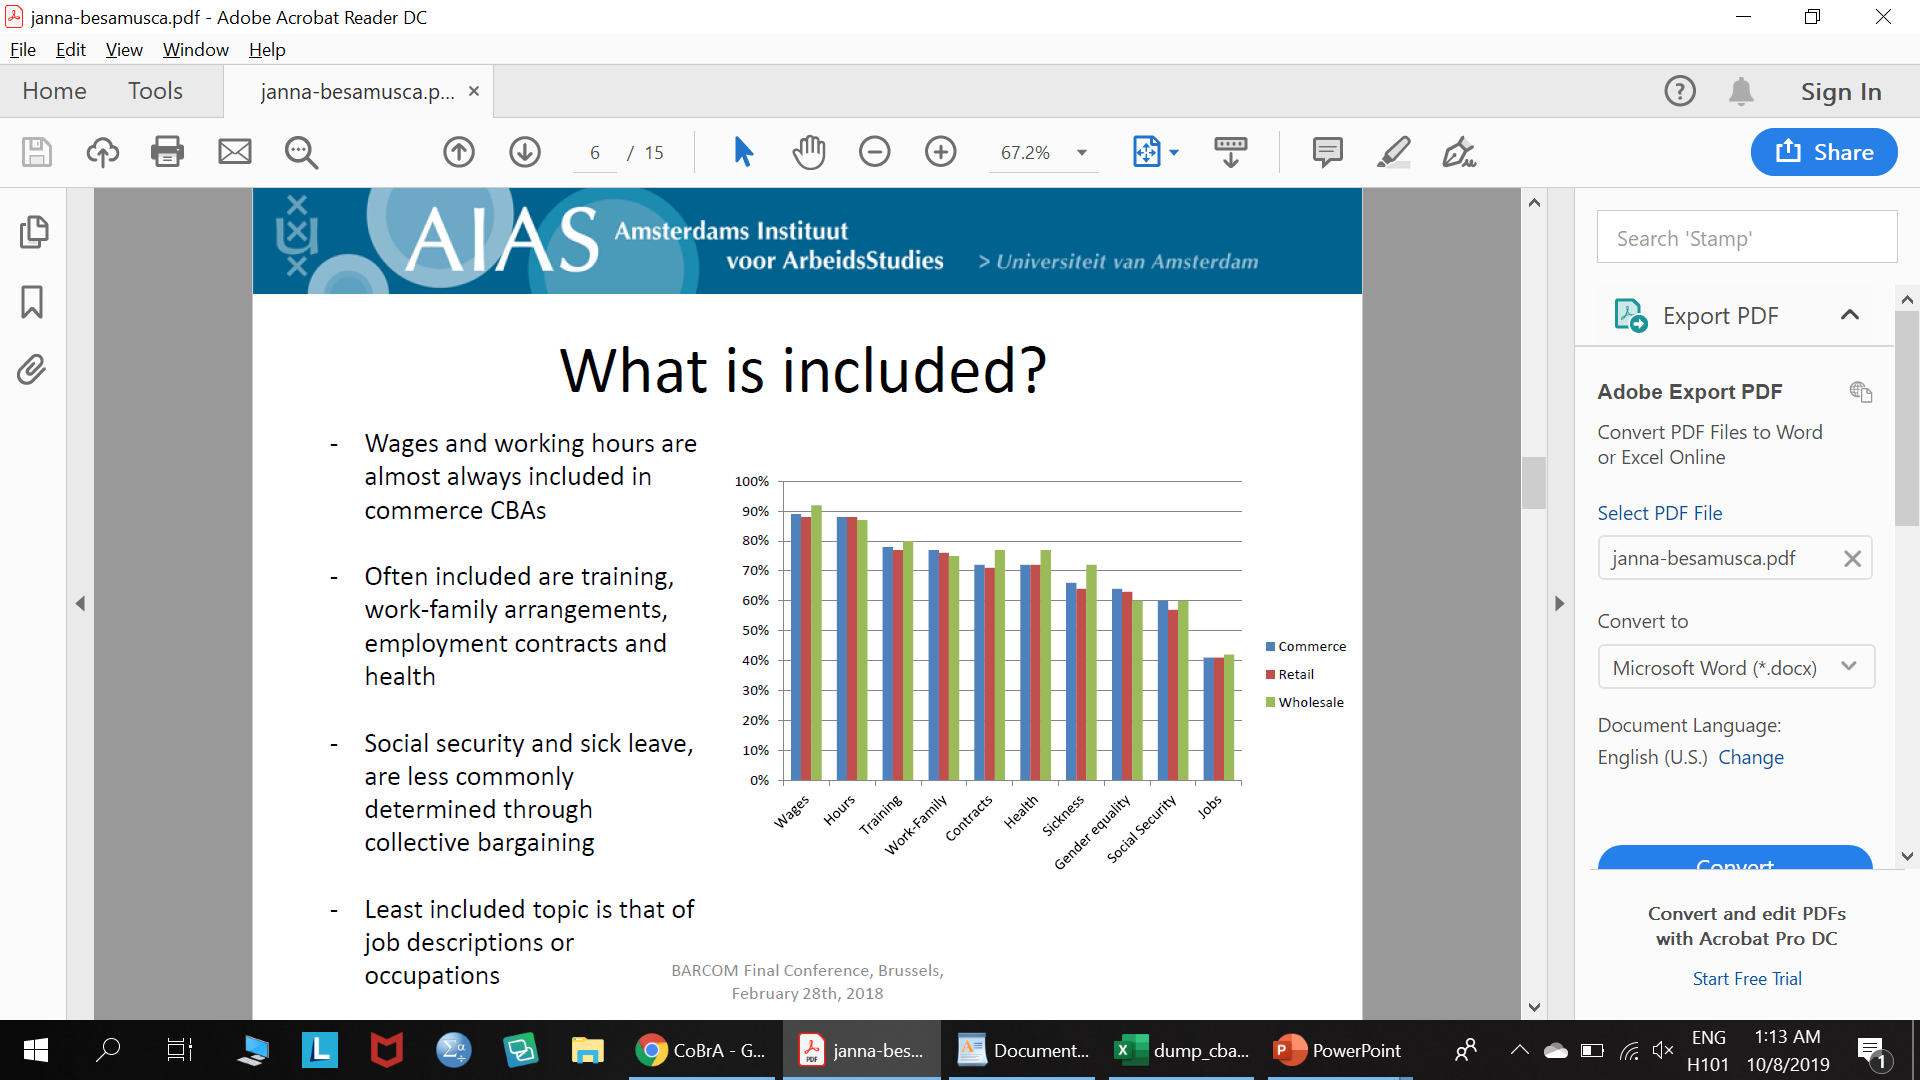 janna-besamusca.pdf - Adobe Acrobat Reader DC
File Edit View Window Help
Home Tools janna-besamusca.p... × Sign In
6 / 15 67.2% Share
AIAS Amsterdams Instituut
voor ArbeidsStudies > Universiteit van Amsterdam
What is included?
- Wages and working hours are
almost always included in
commerce CBAs
- Often included are training,
work-family arrangements,
employment contracts and
health
- Social security and sick leave,
are less commonly
determined through
collective bargaining
- Least included topic is that of
job descriptions or
occupations
100%
90%
80%
70%
60%
50%
40%
30%
20%
10%
0%
Wages
Hours
Training
Work-Family
Contracts
Health
Sickness
Gender equality
Social Security
Jobs
Commerce
Retail
Wholesale
BARCOM Final Conference, Brussels,
February 28th, 2018
Search 'Stamp'
Export PDF
Adobe Export PDF
Convert PDF Files to Word
or Excel Online
Select PDF File
janna-besamusca.pdf
Convert to
Microsoft Word (*.docx)
Document Language:
English (U.S.) Change
Convert
Convert and edit PDFs
with Acrobat Pro DC
Start Free Trial
CoBrA - G... janna-bes... Document... dump_cba... PowerPoint
ENG 1:13 AM
H101 10/8/2019
1